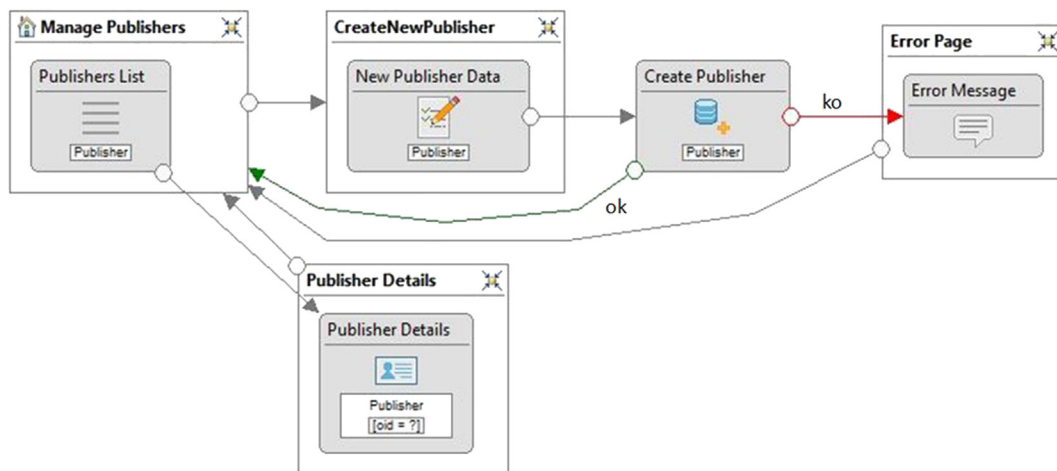 Manage Publishers
Publishers List
Publisher
CreateNewPublisher
New Publisher Data
Publisher
Create Publisher
Publisher
ko
ok
Error Page
Error Message
Publisher Details
Publisher Details
Publisher
[oid = ?]